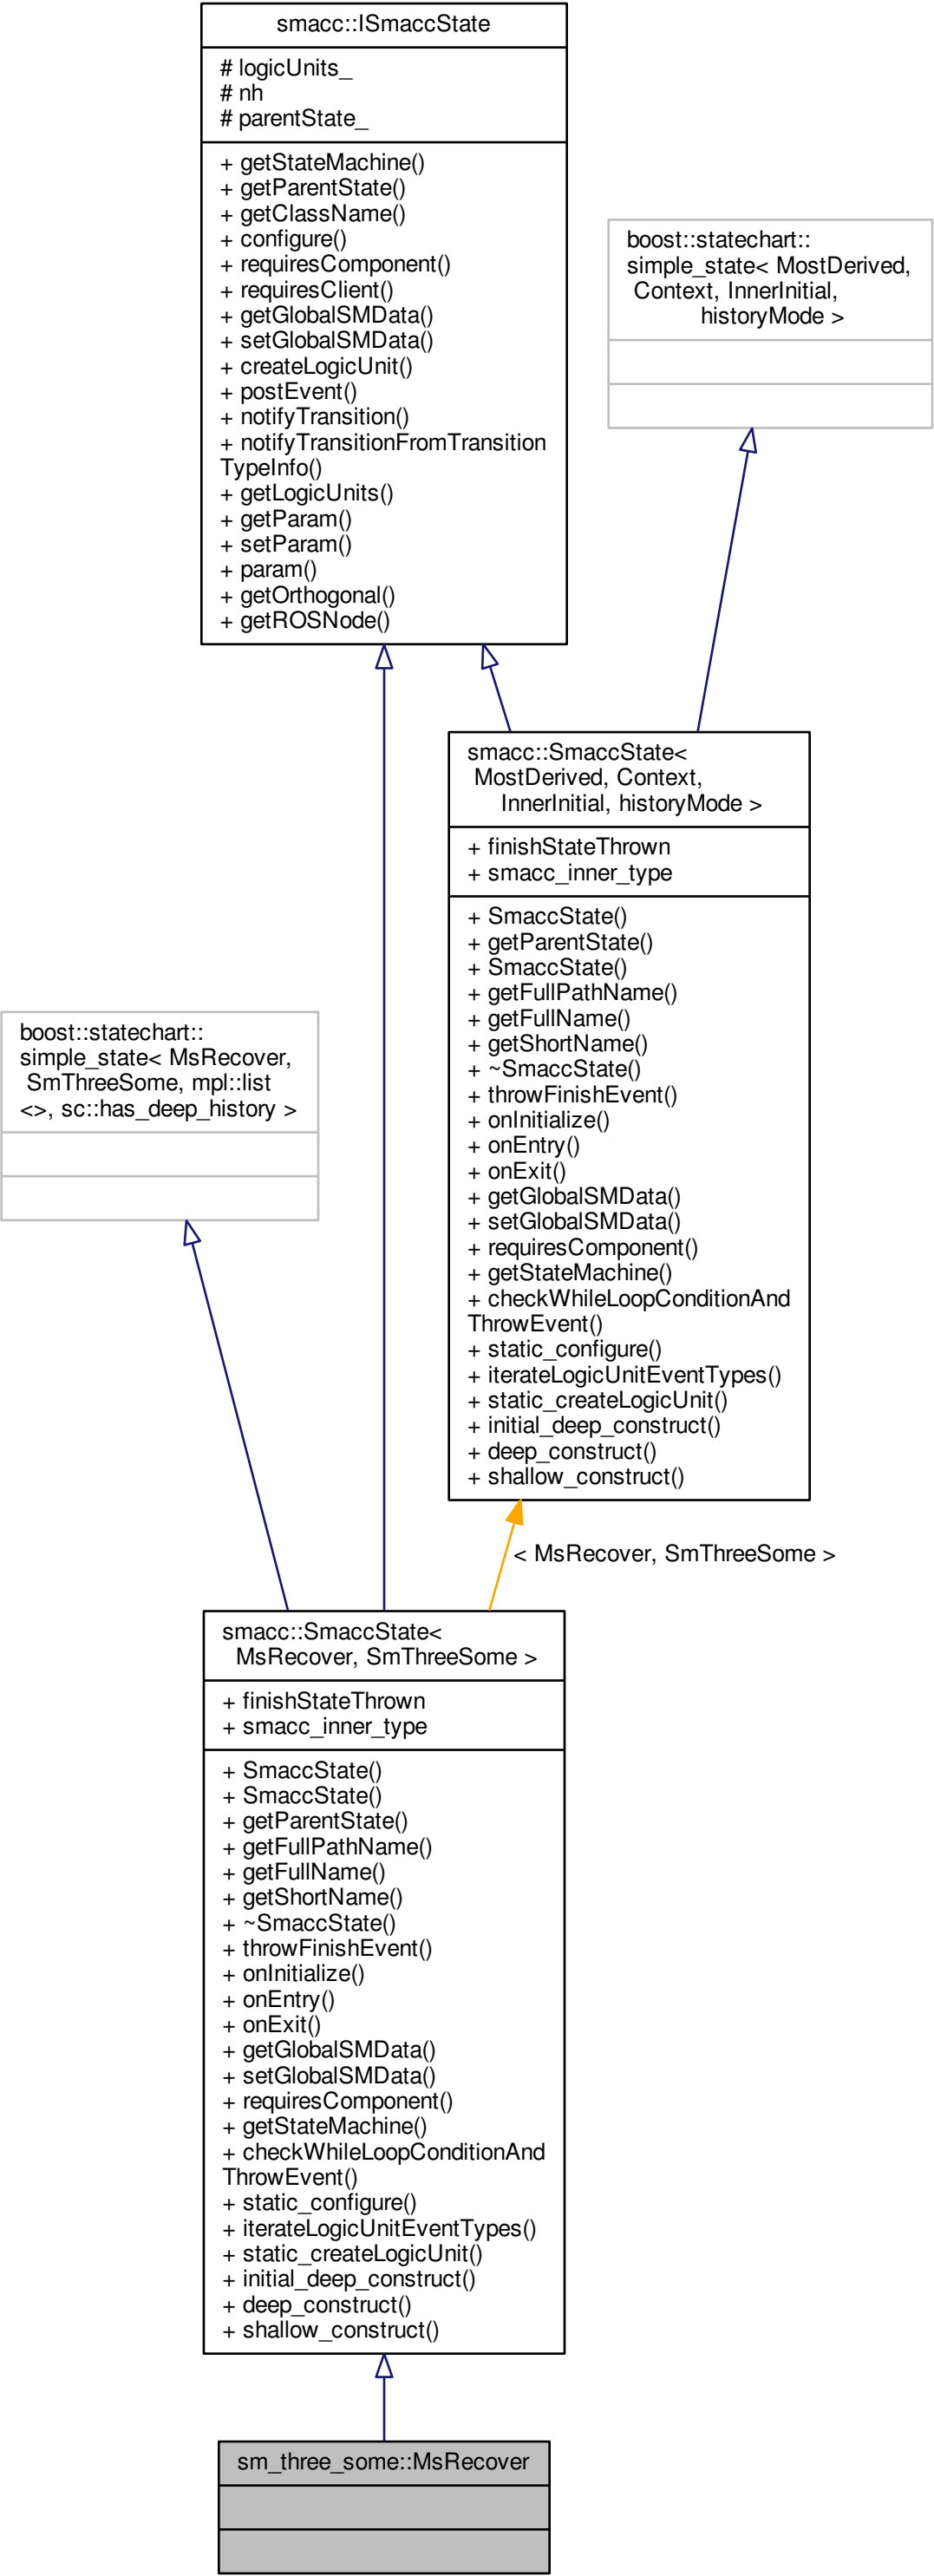 smacc::ISmaccState
# logicUnits_
# nh
# parentState_
+ getStateMachine()
+ getParentState()
+ getClassName()
+ configure()
+ requiresComponent()
+ requiresClient()
+ getGlobalSMData()
+ setGlobalSMData()
+ createLogicUnit()
+ postEvent()
+ notifyTransition()
+ notifyTransitionFromTransition
TypeInfo()
+ getLogicUnits()
+ getParam()
+ setParam()
+ param()
+ getOrthogonal()
+ getROSNode()
boost::statechart::
simple_state< MostDerived,
Context, InnerInitial,
historyMode >
smacc::SmaccState<
MostDerived, Context,
InnerInitial, historyMode >
+ finishStateThrown
+ smacc_inner_type
+ SmaccState()
+ getParentState()
+ SmaccState()
+ getFullPathName()
+ getFullName()
+ getShortName()
+ ~SmaccState()
+ throwFinishEvent()
+ onInitialize()
+ onEntry()
+ onExit()
+ getGlobalSMData()
+ setGlobalSMData()
+ requiresComponent()
+ getStateMachine()
+ checkWhileLoopConditionAnd
ThrowEvent()
+ static_configure()
+ iterateLogicUnitEventTypes()
+ static_createLogicUnit()
+ initial_deep_construct()
+ deep_construct()
+ shallow_construct()
boost::statechart::
simple_state< MsRecover,
SmThreeSome, mpl::list
<>, sc::has_deep_history >
< MsRecover, SmThreeSome >
smacc::SmaccState<
MsRecover, SmThreeSome >
+ finishStateThrown
+ smacc_inner_type
+ SmaccState()
+ SmaccState()
+ getParentState()
+ getFullPathName()
+ getFullName()
+ getShortName()
+ ~SmaccState()
+ throwFinishEvent()
+ onInitialize()
+ onEntry()
+ onExit()
+ getGlobalSMData()
+ setGlobalSMData()
+ requiresComponent()
+ getStateMachine()
+ checkWhileLoopConditionAnd
ThrowEvent()
+ static_configure()
+ iterateLogicUnitEventTypes()
+ static_createLogicUnit()
+ initial_deep_construct()
+ deep_construct()
+ shallow_construct()
sm_three_some::MsRecover